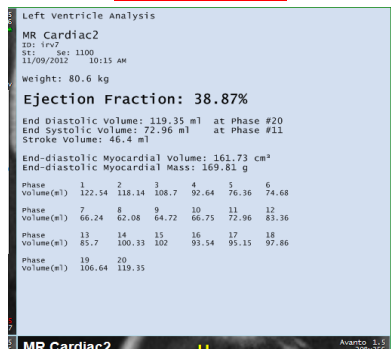 Left Ventricle Analysis
MR Cardiac2
ID: irv7
St: Se: 1100
11/09/2012 10:15 AM
Weight: 80.6 kg
Ejection Fraction: 38.87%
End Diastolic Volume: 119.35 ml at Phase #20
End Systolic Volume: 72.96 ml at Phase #11
Stroke Volume: 46.4 ml
End-diastolic Myocardial Volume: 161.73 cm³
End-diastolic Myocardial Mass: 169.81 g
Phase 1 2 3 4 5 6
Volume(ml) 122.54 118.14 108.7 92.64 76.36 74.68
Phase 7 8 9 10 11 12
Volume(ml) 66.24 62.08 64.72 66.75 72.96 83.36
Phase 13 14 15 16 17 18
Volume(ml) 85.7 100.33 102 93.54 95.15 97.86
Phase 19 20
Volume(ml) 106.64 119.35
MR Cardiac2
Avanto 1.5